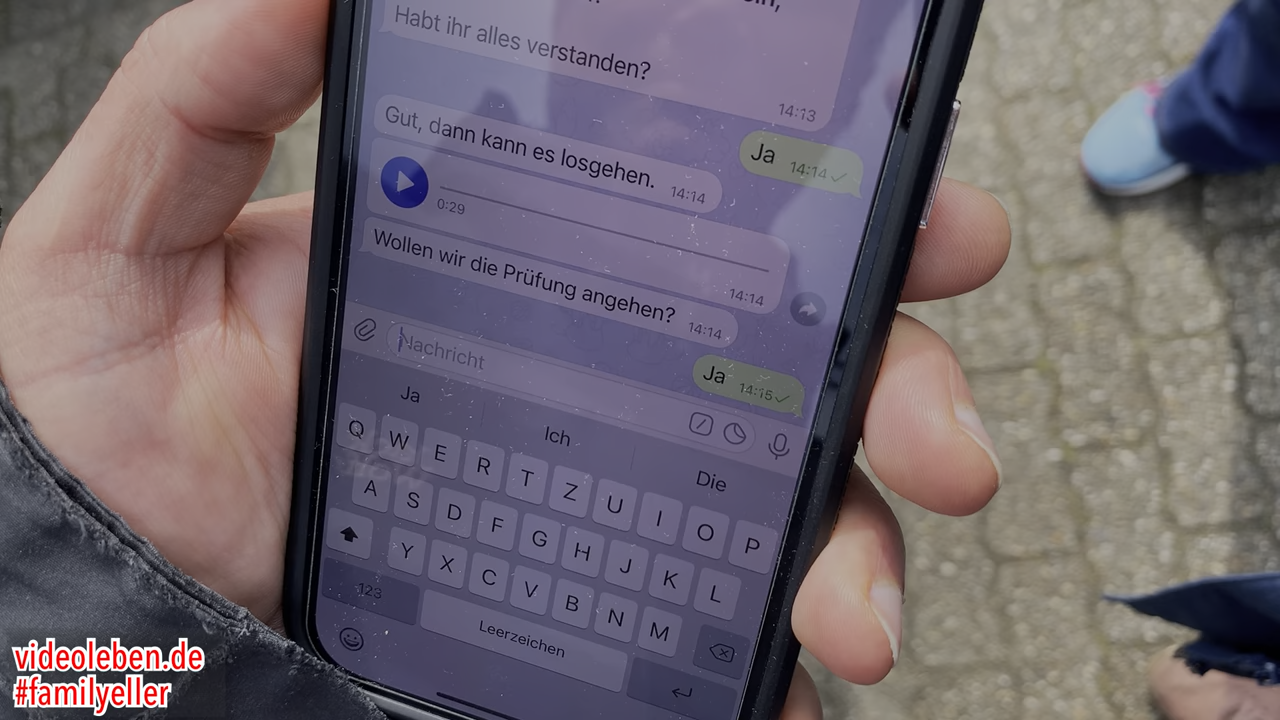 Habt ihr alles verstanden?
14:13
Ja 14:14
Gut, dann kann es losgehen. 14:14
0:29
14:14
Wollen wir die Prüfung angehen? 14:14
Ja 14:15
Nachricht
Ja Ich Die
Q W E R T Z U I O P
A S D F G H J K L
Y X C V B N M
123 Leerzeichen
videoleben.de
#familyeller